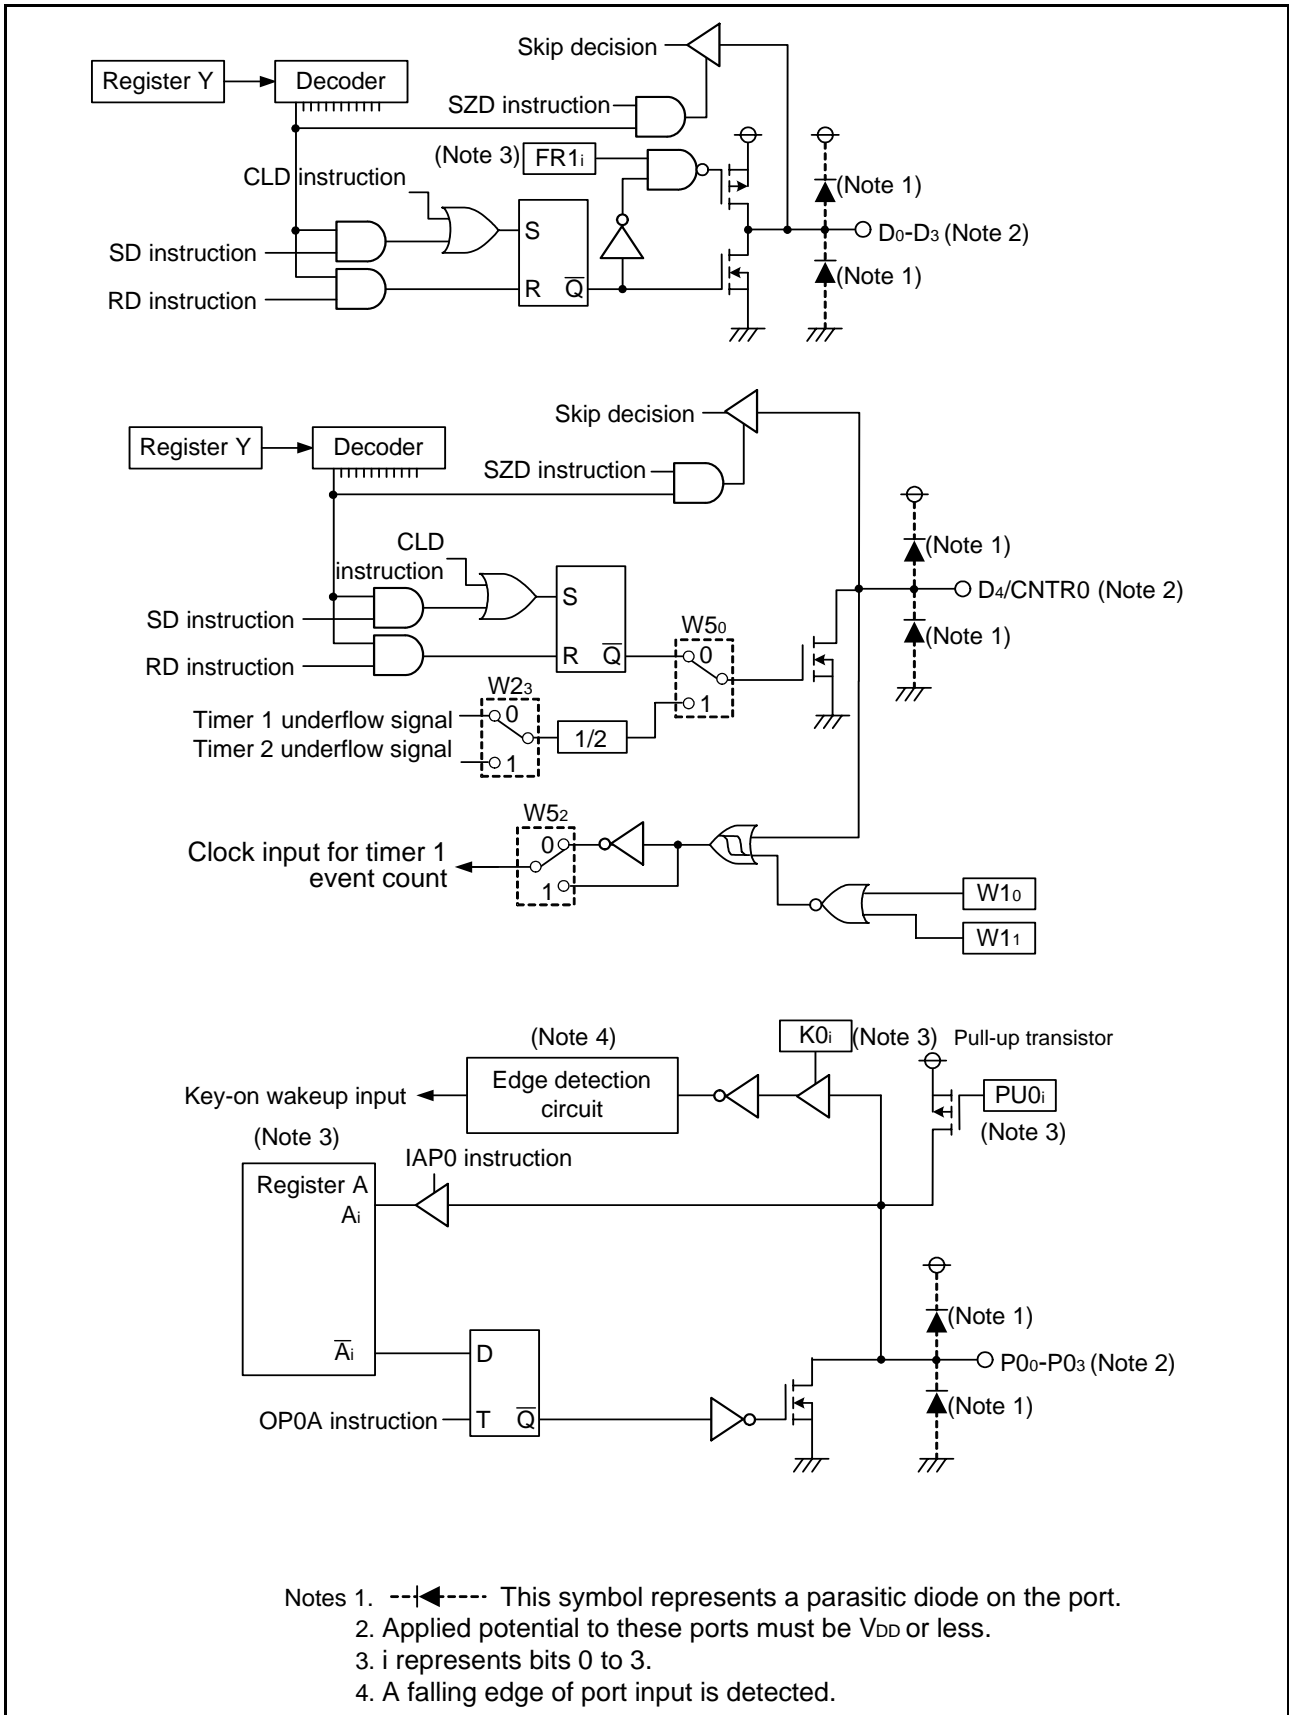 Skip decision
Register Y
Decoder
SZD instruction
(Note 3)
FR1i
CLD instruction
(Note 1)
S
D0-D3 (Note 2)
SD instruction
(Note 1)
RD instruction
R
Q̅
Skip decision
Register Y
Decoder
SZD instruction
CLD
instruction
(Note 1)
S
D4/CNTR0 (Note 2)
SD instruction
W50
(Note 1)
RD instruction
R
Q̅
0
W23
1
Timer 1 underflow signal
0
Timer 2 underflow signal
1/2
1
W52
Clock input for timer 1
event count
0
1
W10
W11
(Note 4)
K0i
(Note 3)
Pull-up transistor
Key-on wakeup input
Edge detection
circuit
PU0i
(Note 3)
(Note 3)
IAP0 instruction
Register A
Ai
(Note 1)
A̅i
D
P00-P03 (Note 2)
(Note 1)
OP0A instruction
T
Q̅
Notes 1. This symbol represents a parasitic diode on the port.
2. Applied potential to these ports must be VDD or less.
3. i represents bits 0 to 3.
4. A falling edge of port input is detected.